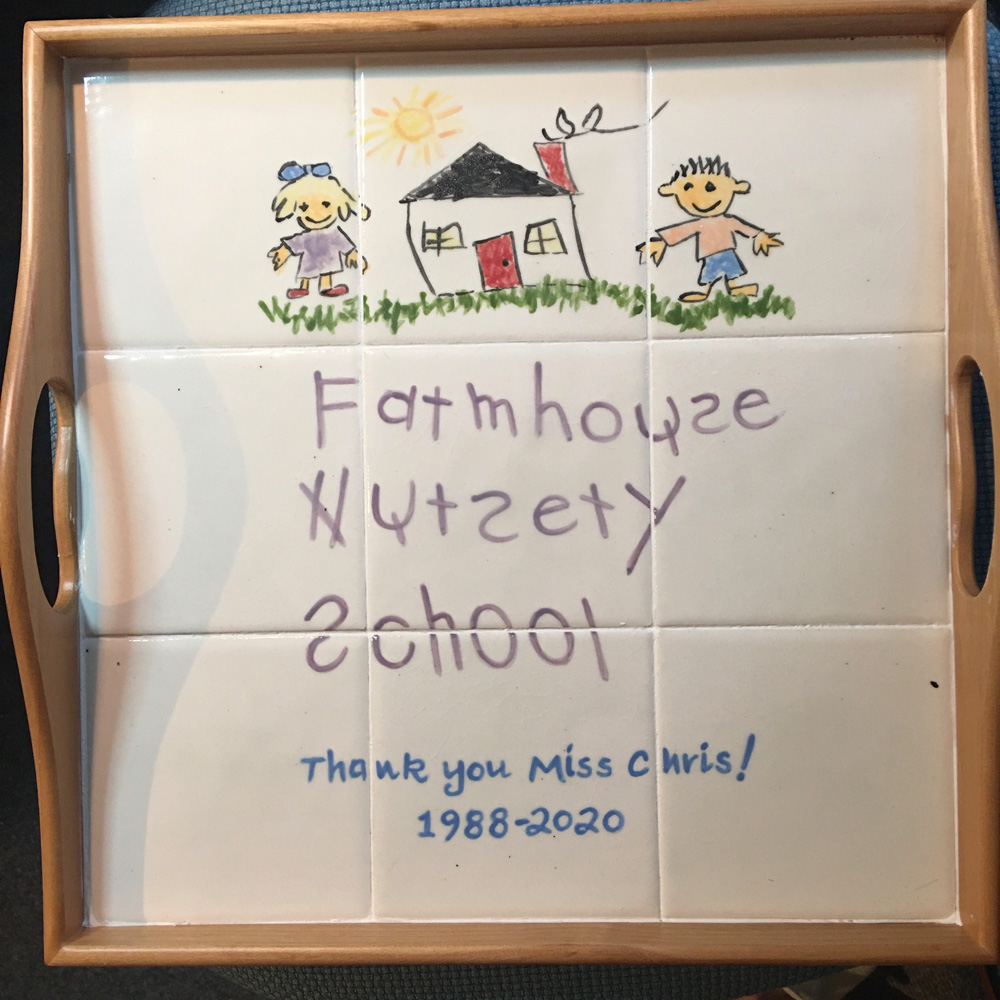 Farmhouse
Nursery
School
Thank you Miss Chris!
1988-2020